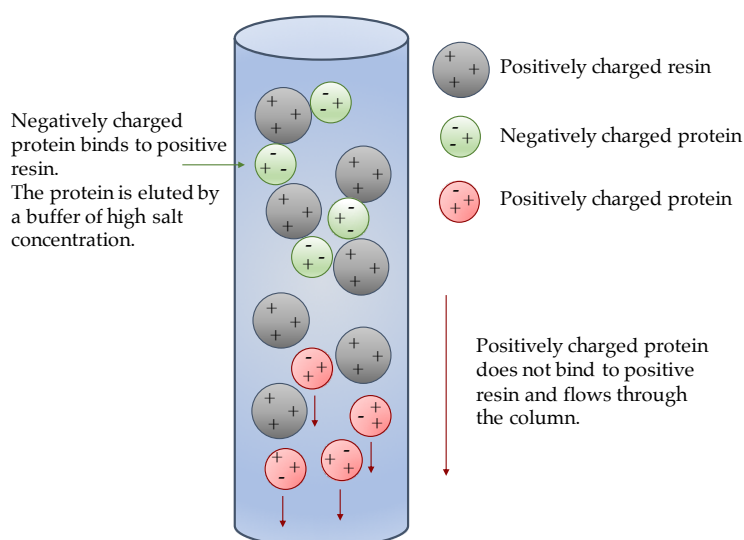 Negatively charged
protein binds to positive
resin.
The protein is eluted by
a buffer of high salt
concentration.
Positively charged resin
Negatively charged protein
Positively charged protein
Positively charged protein
does not bind to positive
resin and flows through
the column.